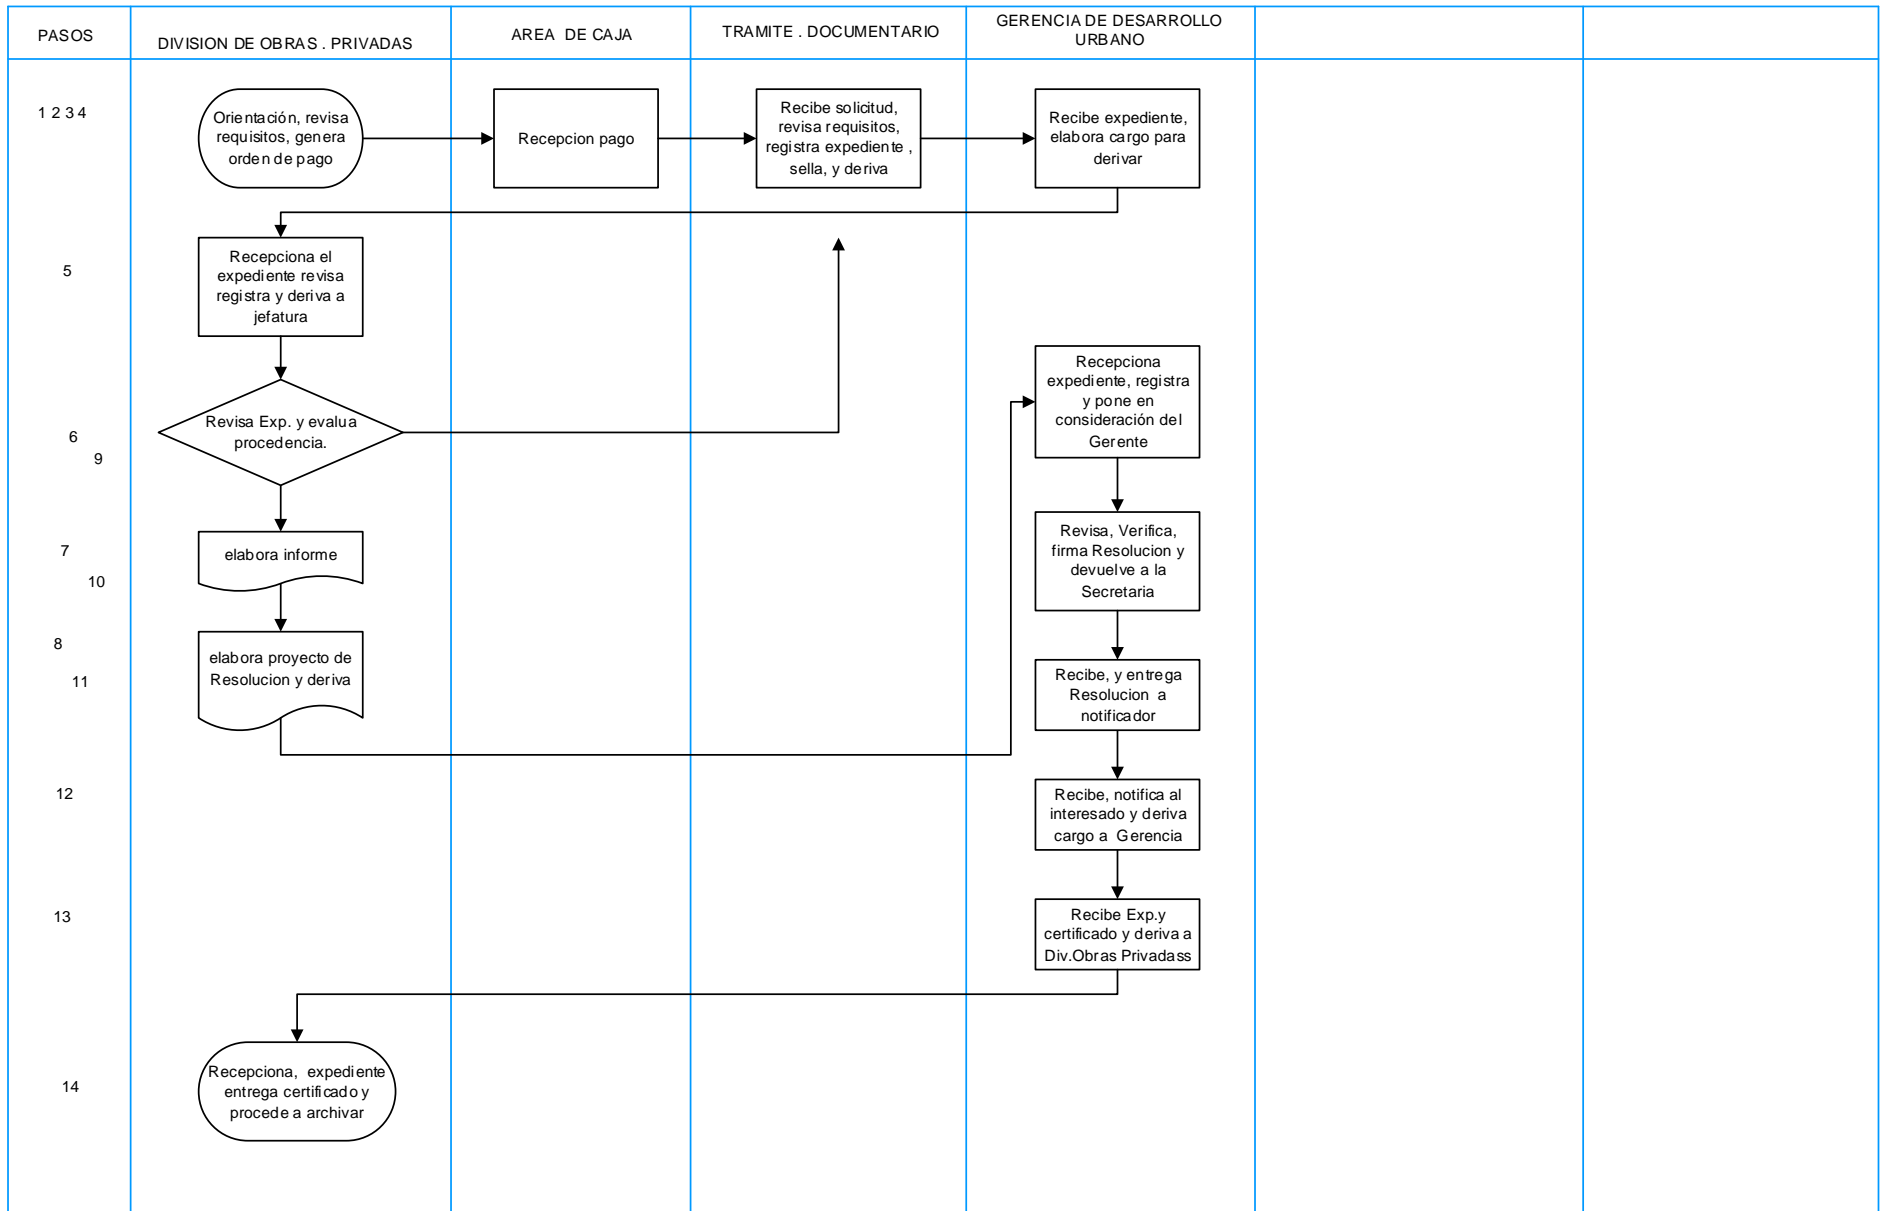 PASOS
DIVISION DE OBRAS . PRIVADAS
AREA DE CAJA
TRAMITE . DOCUMENTARIO
GERENCIA DE DESARROLLO
URBANO
1 2 3 4
Orientación, revisa
requisitos, genera
orden de pago
Recepcion pago
Recibe solicitud,
revisa requisitos,
registra expediente ,
sella, y deriva
Recibe expediente,
elabora cargo para
derivar
5
Recepciona el
expediente revisa
registra y deriva a
jefatura
6
9
Revisa Exp. y evalua
procedencia.
Recepciona
expediente, registra
y pone en
consideración del
Gerente
7
10
elabora informe
Revisa, Verifica,
firma Resolucion y
devuelve a la
Secretaria
8
11
elabora proyecto de
Resolucion y deriva
Recibe, y entrega
Resolucion a
notificador
12
Recibe, notifica al
interesado y deriva
cargo a Gerencia
13
Recibe Exp.y
certificado y deriva a
Div.Obras Privadass
14
Recepciona, expediente
entrega certificado y
procede a archivar